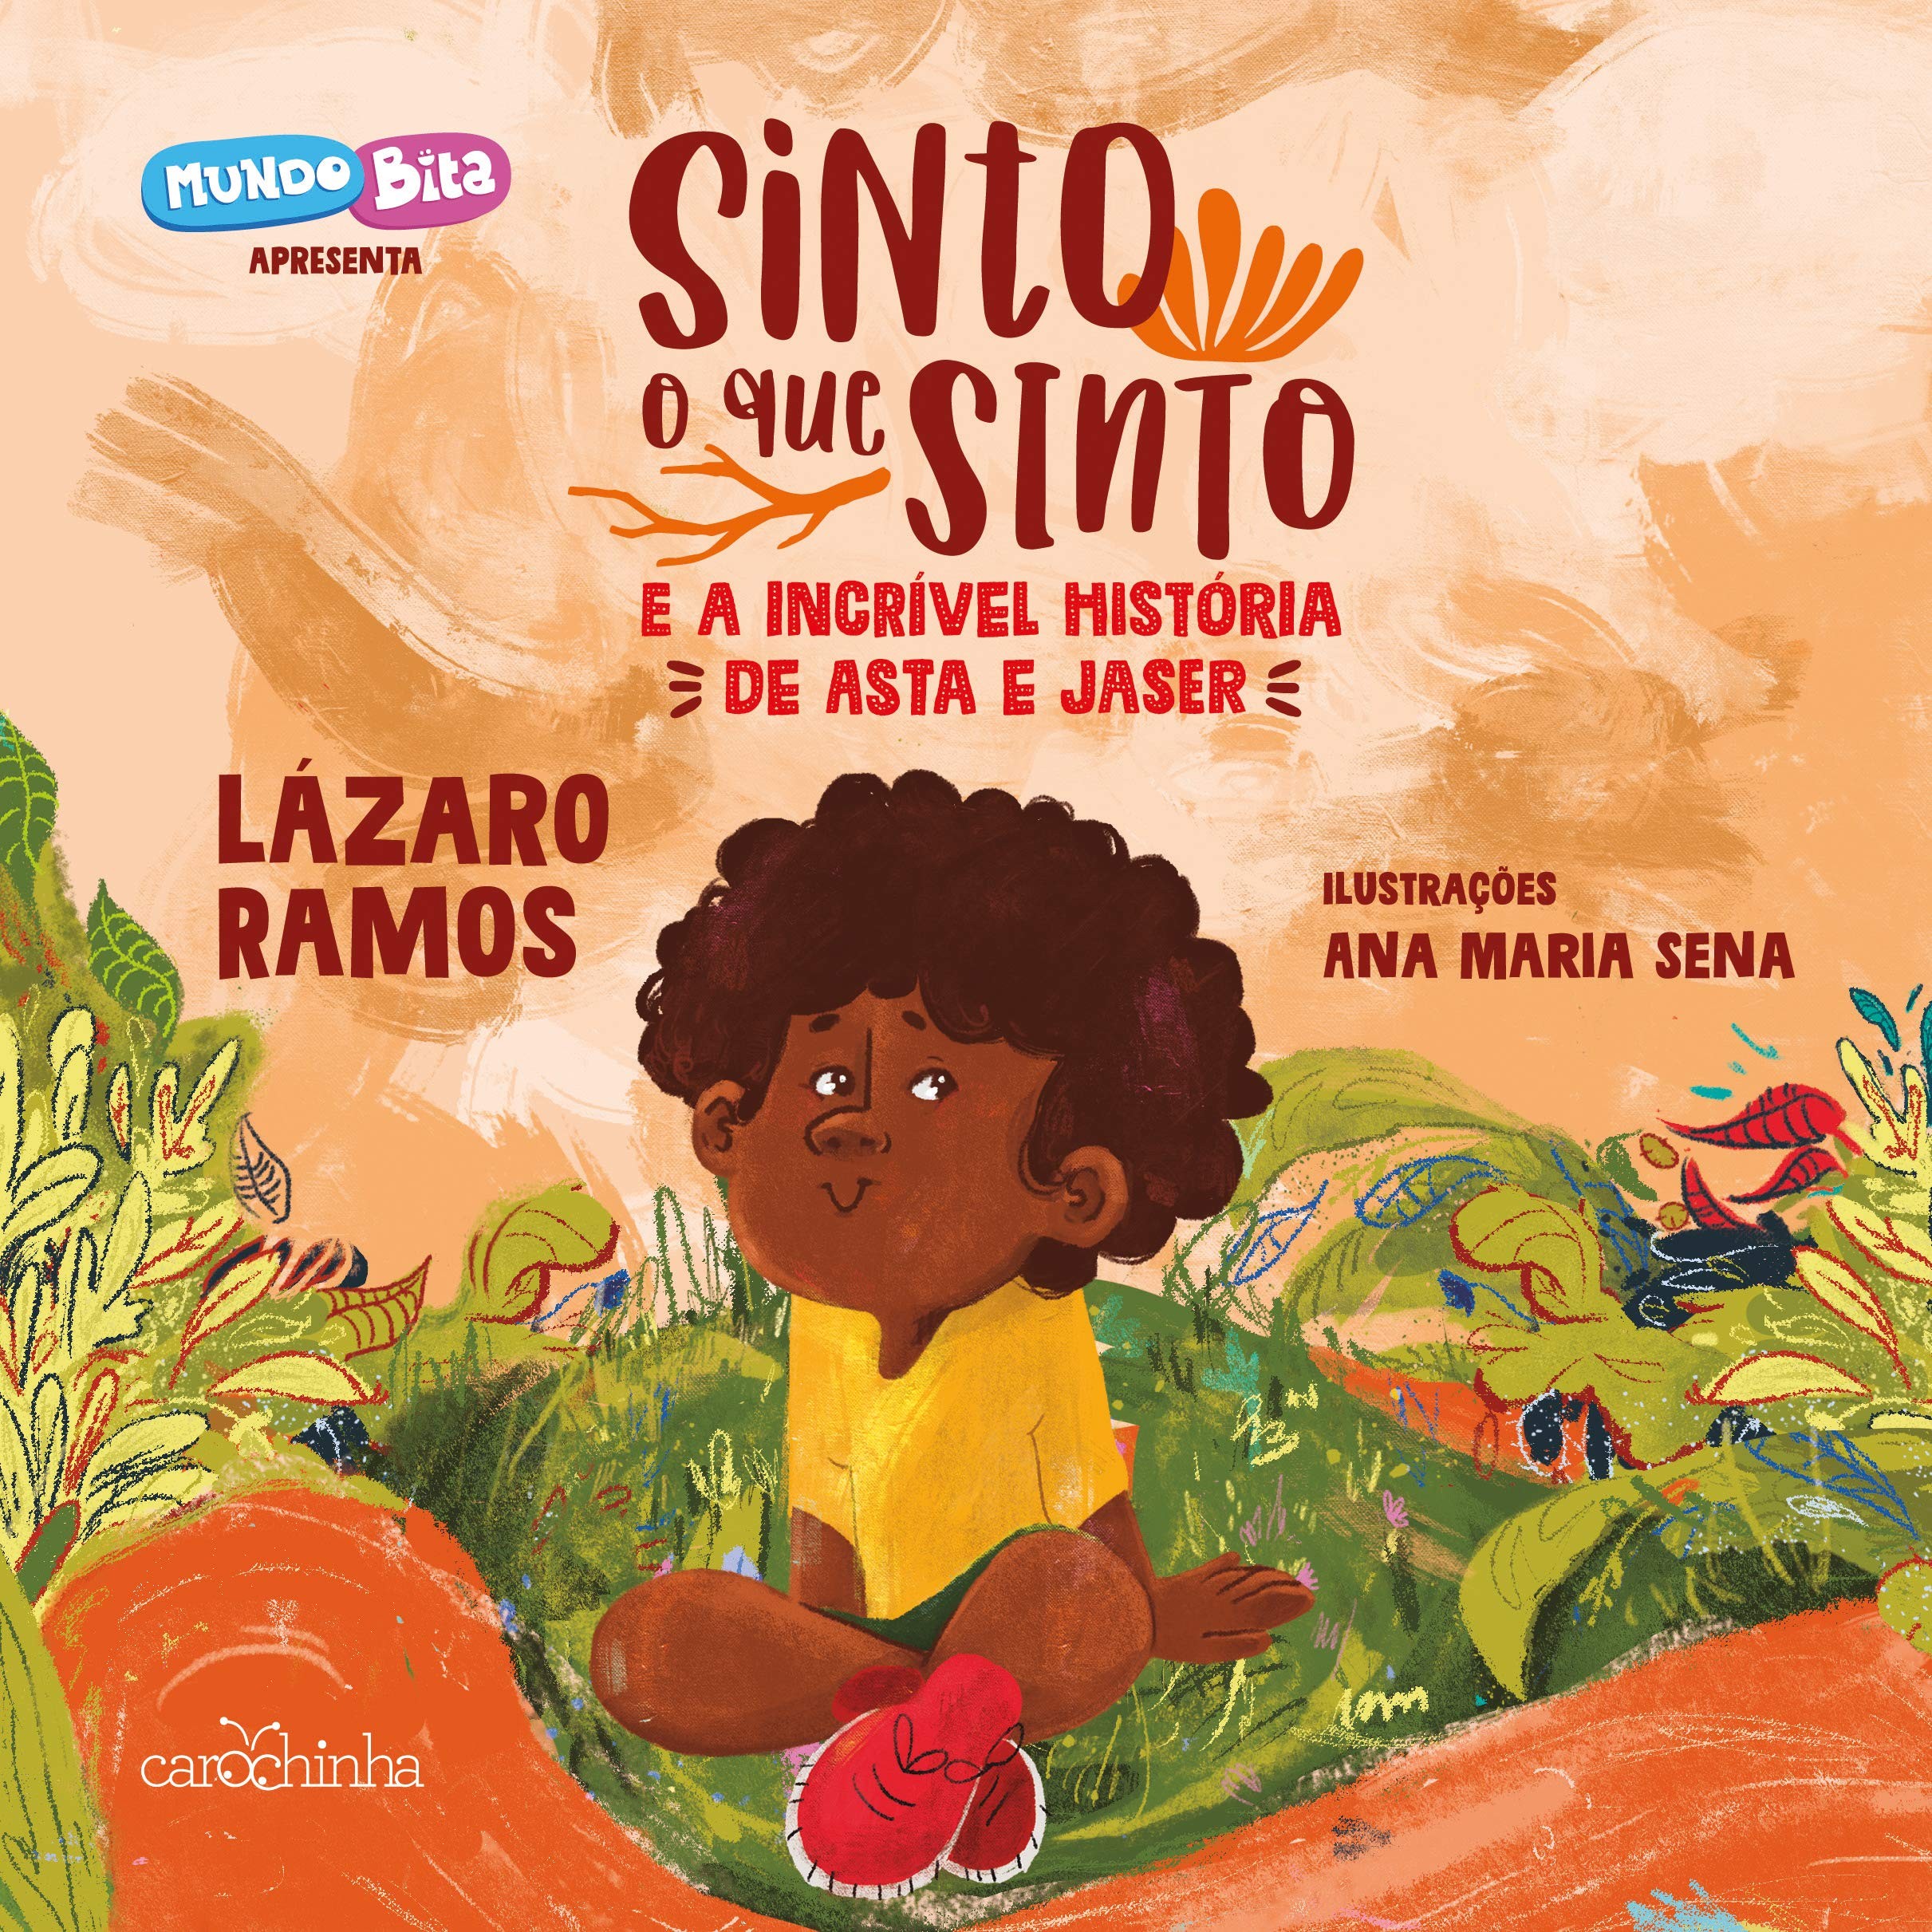 MUNDO Bita
APRESENTA
SiNtO
o que SINTO
E A INCRÍVEL HISTÓRIA
DE ASTA E JASER
LÁZARO
RAMOS
ILUSTRAÇÕES
ANA MARIA SENA
carochinha